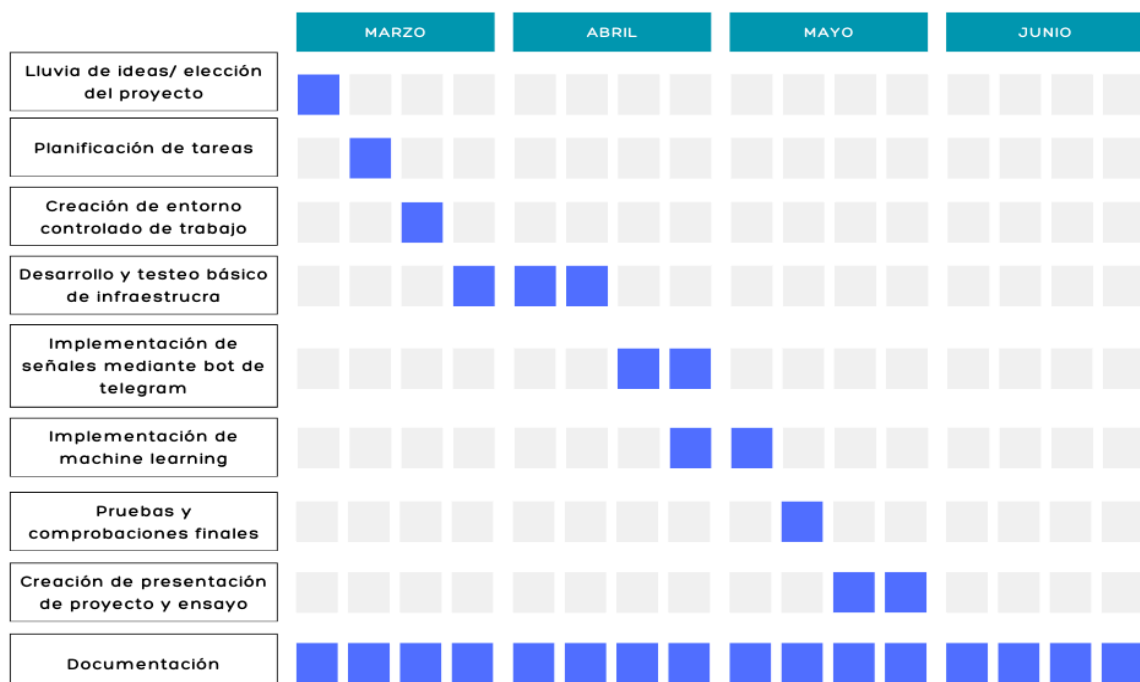 MARZO ABRIL MAYO JUNIO
Lluvia de ideas/ elección
del proyecto
Planificación de tareas
Creación de entorno
controlado de trabajo
Desarrollo y testeo básico
de infraestrucra
Implementación de
señales mediante bot de
telegram
Implementación de
machine learning
Pruebas y
comprobaciones finales
Creación de presentación
de proyecto y ensayo
Documentación